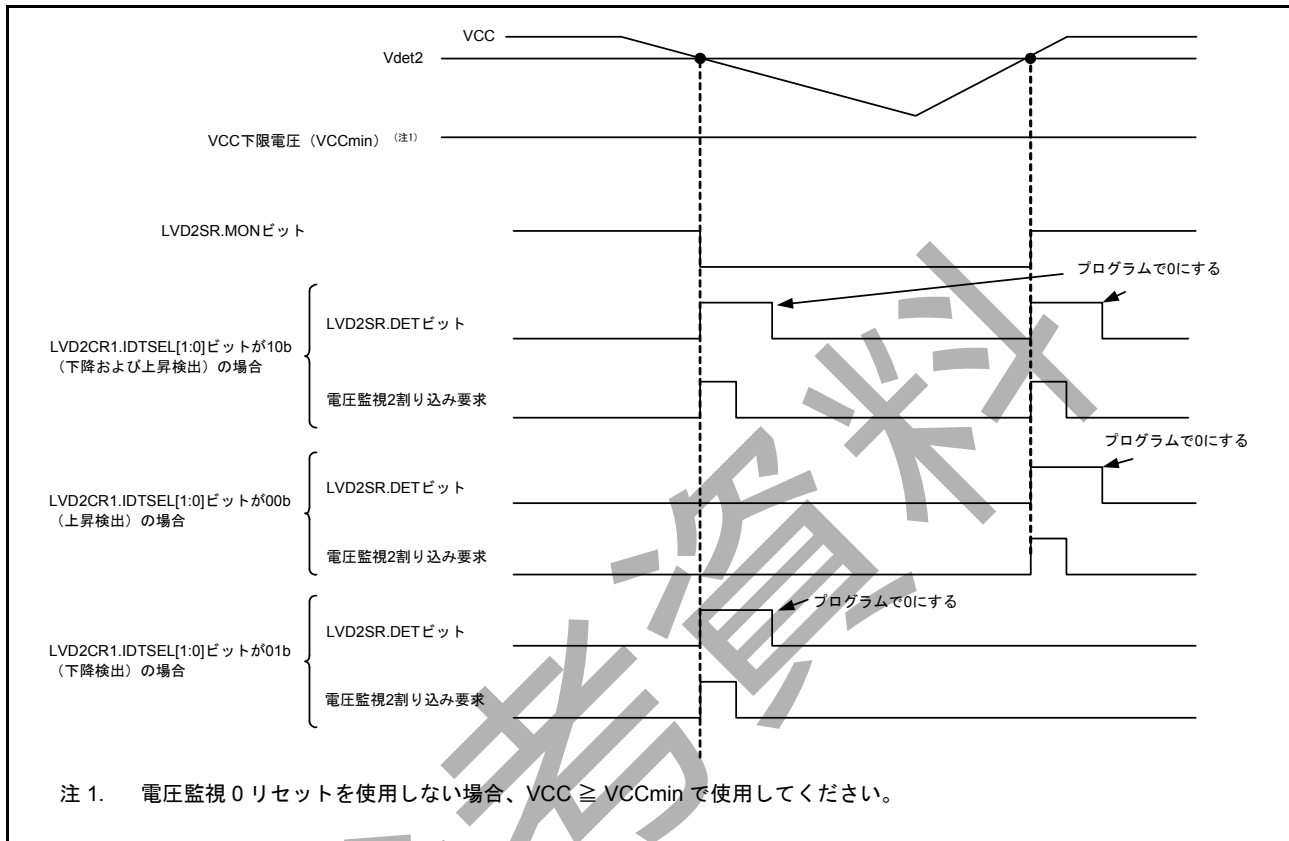 VCC
Vdet2
VCC下限電圧（VCCmin）（注1）
LVD2SR.MONビット
プログラムで0にする
LVD2CR1.IDTSEL[1:0]ビットが10b
（下降および上昇検出）の場合
LVD2SR.DETビット
電圧監視2割り込み要求
プログラムで0にする
LVD2CR1.IDTSEL[1:0]ビットが00b
（上昇検出）の場合
LVD2SR.DETビット
電圧監視2割り込み要求
プログラムで0にする
LVD2CR1.IDTSEL[1:0]ビットが01b
（下降検出）の場合
LVD2SR.DETビット
電圧監視2割り込み要求
注 1. 電圧監視 0 リセットを使用しない場合、VCC ≧ VCCmin で使用してください。
考資料